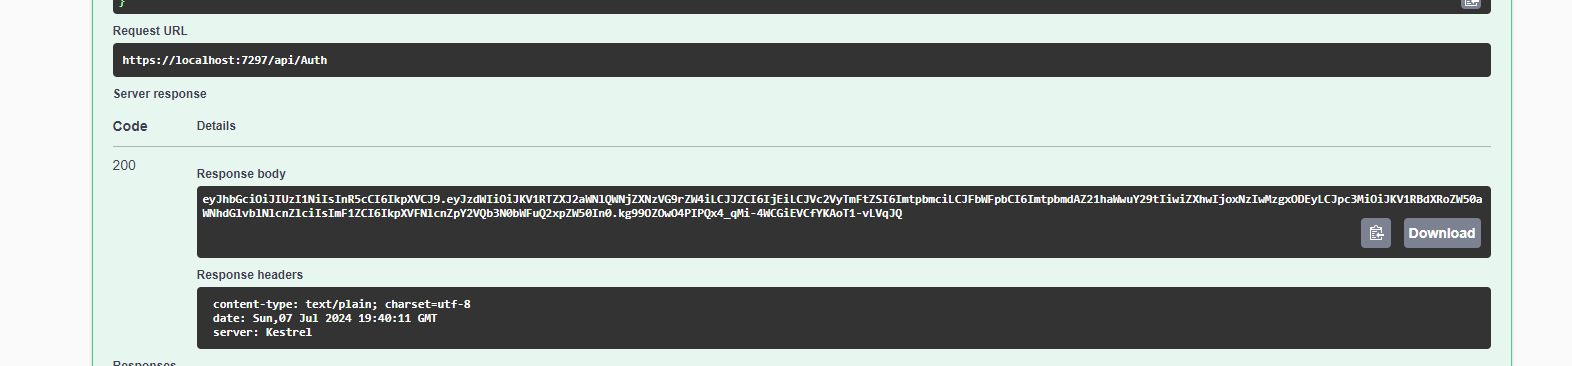 }
Request URL
https://localhost:7297/api/Auth
Server response
Code Details
200
Response body
eyJhbGciOiJIUzI1NiIsInR5cCI6IkpXVCJ9.eyJzdWIiOiJKV1RTZXJ2aWNlQWNjZXNzVG9rZW4iLCJJZCI6IjEiLCJVc2VyTmFtZSI6ImtpbmciLCJFbWFpbCI6ImtpbmdAZ21haWwuY29tIiwiZXhwIjoxNzIwMzgxODEyLCJpc3MiOiJKV1RBdXRoZW50a
WNhdGlvblNlcnZlciIsImF1ZCI6IkpXVFNlcnZpY2VQb3N0bWFuQ2xpZW50In0.kg99OZOwO4PIPQx4_qMi-4WCGiEVCfYKAoT1-vLVqJQ
Download
Response headers
content-type: text/plain; charset=utf-8
date: Sun,07 Jul 2024 19:40:11 GMT
server: Kestrel
Responses